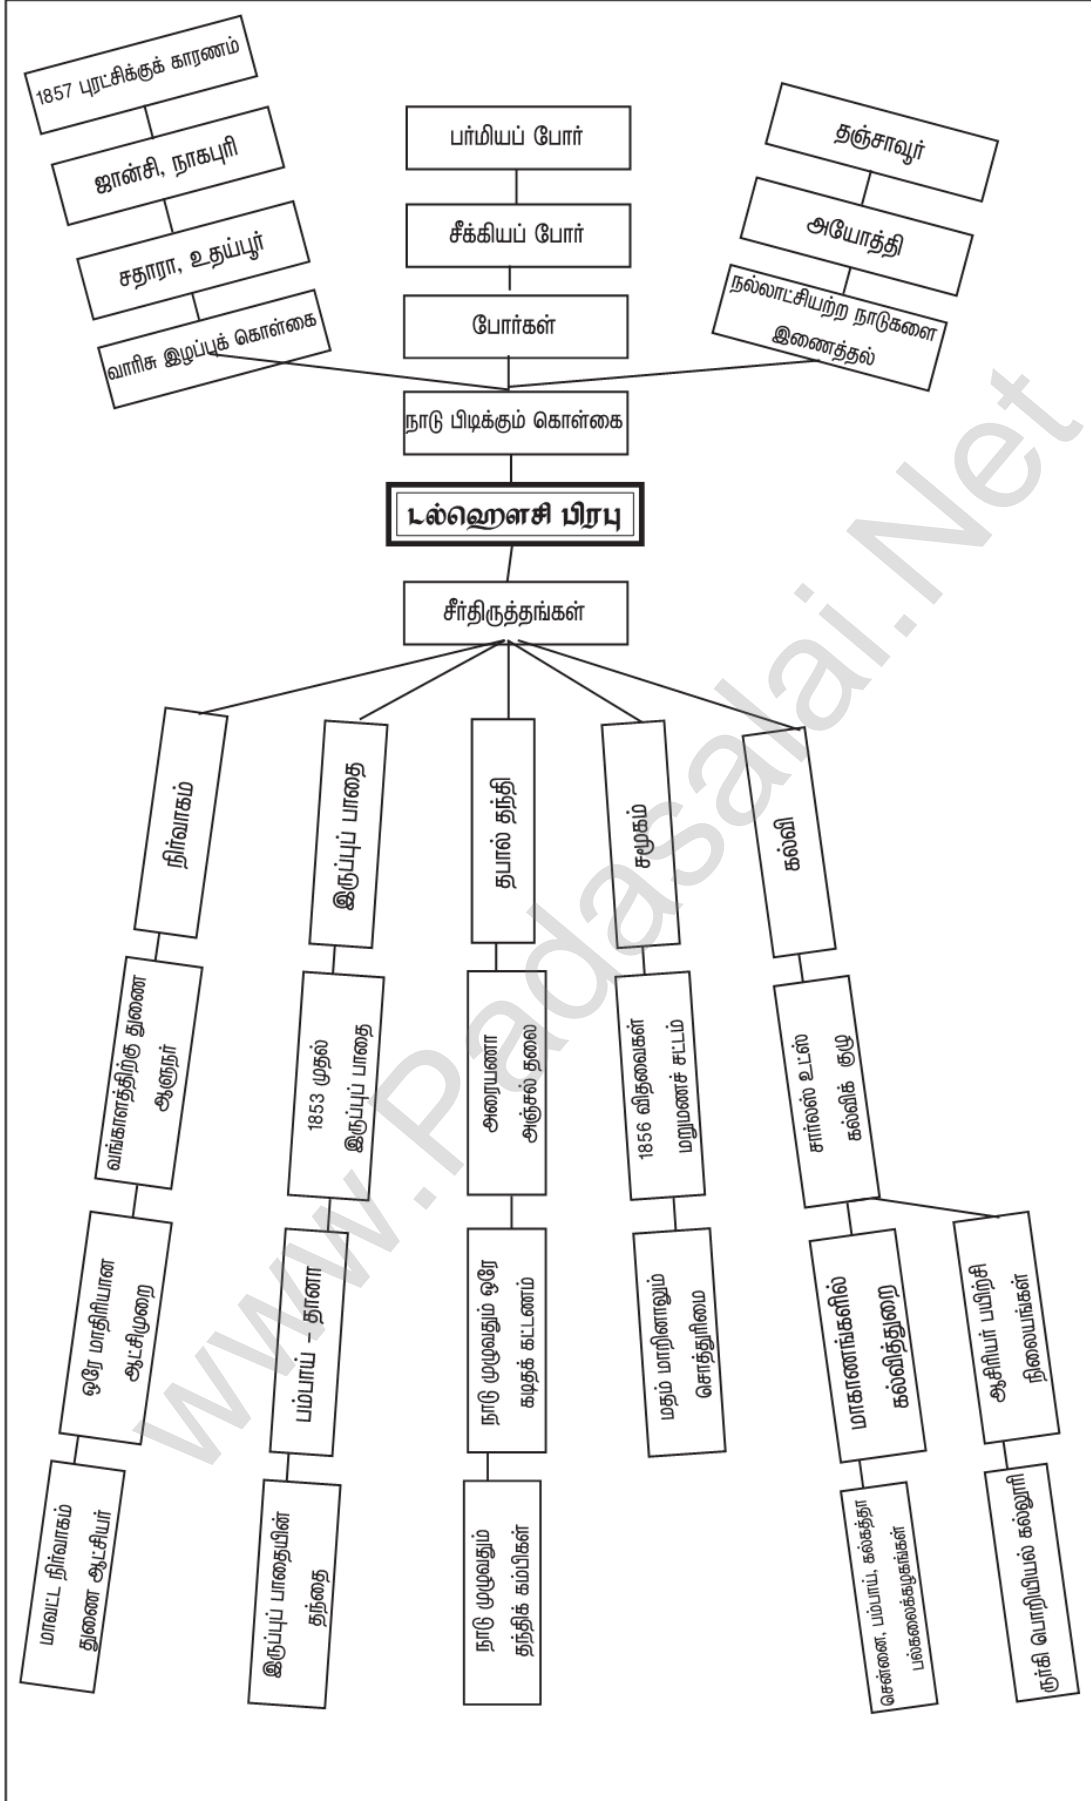 1857 புரட்சிக்குக் காரணம்
ஜான்சி, நாகபுரி
சதாரா, உதய்பூர்
வாரிசு இழப்புக் கொள்கை
பர்மியப் போர்
சீக்கியப் போர்
போர்கள்
தஞ்சாவூர்
அயோத்தி
நல்லாட்சியற்ற நாடுகளை
இணைத்தல்
நாடு பிடிக்கும் கொள்கை
டல்ஹௌசி பிரபு
சீர்திருத்தங்கள்
நிர்வாகம்
வங்காளத்திற்கு துணை
ஆளுநர்
ஒரே மாதிரியான
ஆட்சிமுறை
மாவட்ட நிர்வாகம்
துணை ஆட்சியர்
இருப்புப் பாதை
1853 முதல்
இருப்புப் பாதை
பம்பாய் – தானா
இருப்புப் பாதையின்
தந்தை
தபால் தந்தி
அரையணா
அஞ்சல் தலை
நாடு முழுவதும் ஒரே
கடிதக் கட்டணம்
நாடு முழுவதும்
தந்திக் கம்பிகள்
சமூகம்
1856 விதவைகள்
மறுமணச் சட்டம்
மதம் மாறினாலும்
சொத்துரிமை
கல்வி
சார்லஸ் உட்ஸ்
கல்விக் குழு
மாகாணங்களில்
கல்வித்துறை
சென்னை, பம்பாய், கல்கத்தா
பல்கலைக்கழகங்கள்
ஆசிரியர் பயிற்சி
நிலையங்கள்
ரூர்கி பொறியியல் கல்லூரி
www.Padasalai.Net